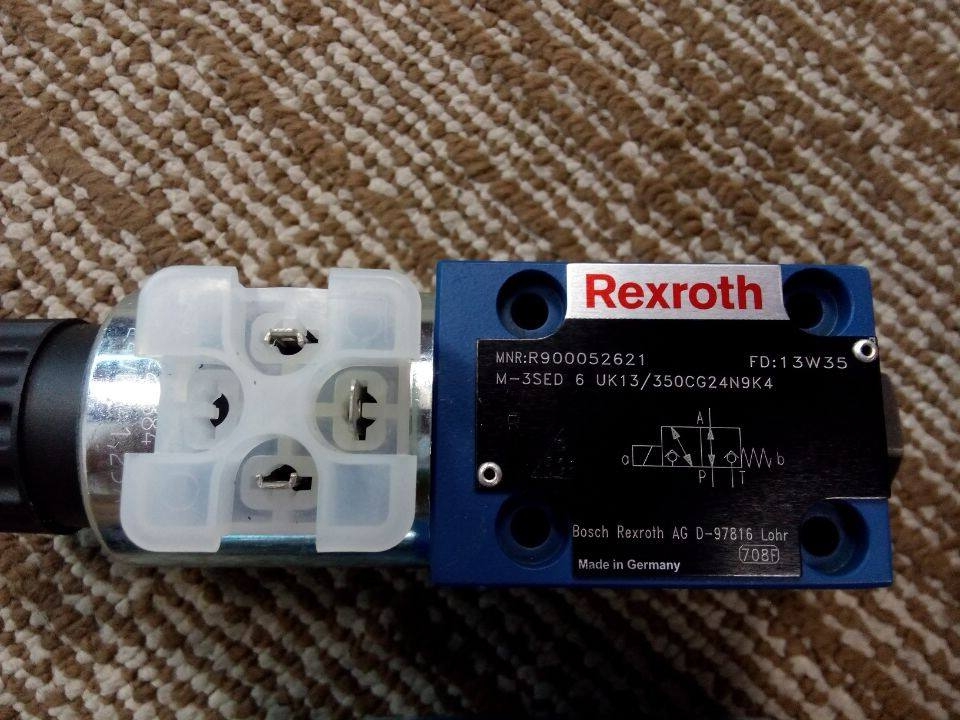 Rexroth
MNR:R900052621 FD:13W35
M-3SED 6 UK13/350CG24N9K4
A
a b
P T
Bosch Rexroth AG D-97816 Lohr
708F
Made in Germany